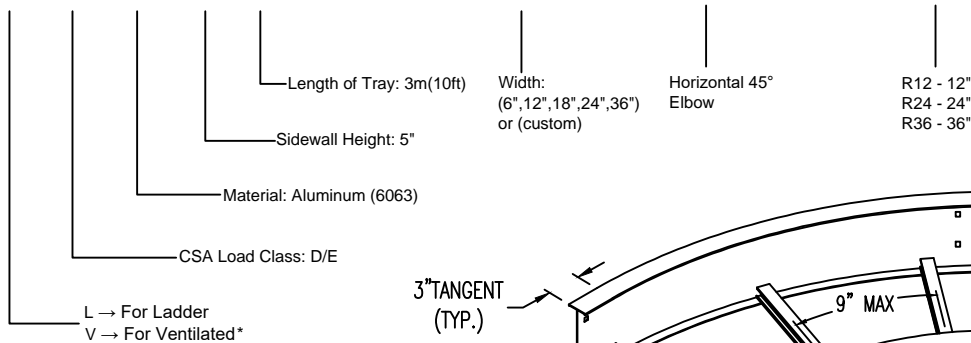 Length of Tray: 3m(10ft)
Sidewall Height: 5"
Material: Aluminum (6063)
CSA Load Class: D/E
L → For Ladder
V → For Ventilated*
Width:
(6",12",18",24",36")
or (custom)
Horizontal 45°
Elbow
R12 - 12"
R24 - 24"
R36 - 36"
3"TANGENT
(TYP.)
9" MAX